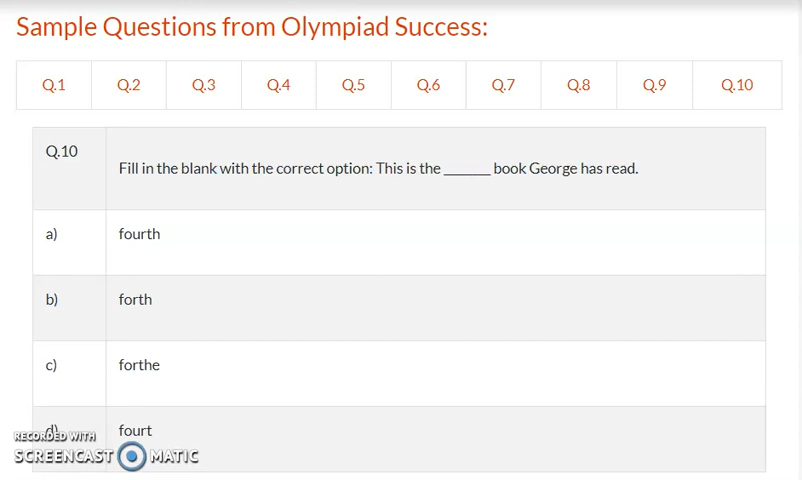 Sample Questions from Olympiad Success:
Q.1 Q.2 Q.3 Q.4 Q.5 Q.6 Q.7 Q.8 Q.9 Q.10
Q.10 Fill in the blank with the correct option: This is the ______ book George has read.
a) fourth
b) forth
c) forthe
d) fourt
RECORDED WITH
SCREENCAST MATIC